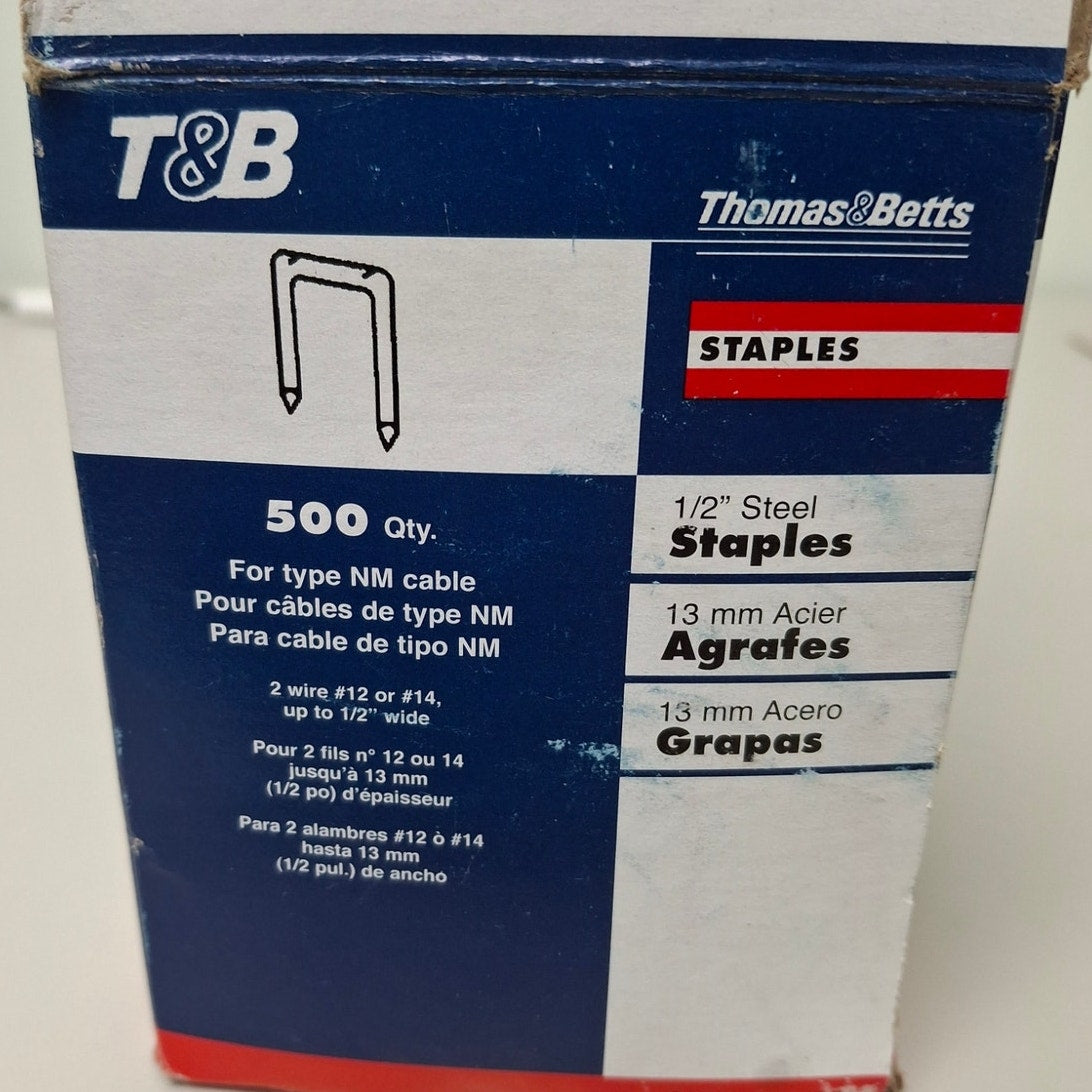 T&B
Thomas&Betts
STAPLES
500 Qty.
For type NM cable
Pour câbles de type NM
Para cable de tipo NM
2 wire #12 or #14,
up to 1/2” wide
Pour 2 fils n° 12 ou 14
jusqu’à 13 mm
(1/2 po) d’épaisseur
Para 2 alambres #12 ò #14
hasta 13 mm
(1/2 pul.) de ancho
1/2” Steel
Staples
13 mm Acier
Agrafes
13 mm Acero
Grapas